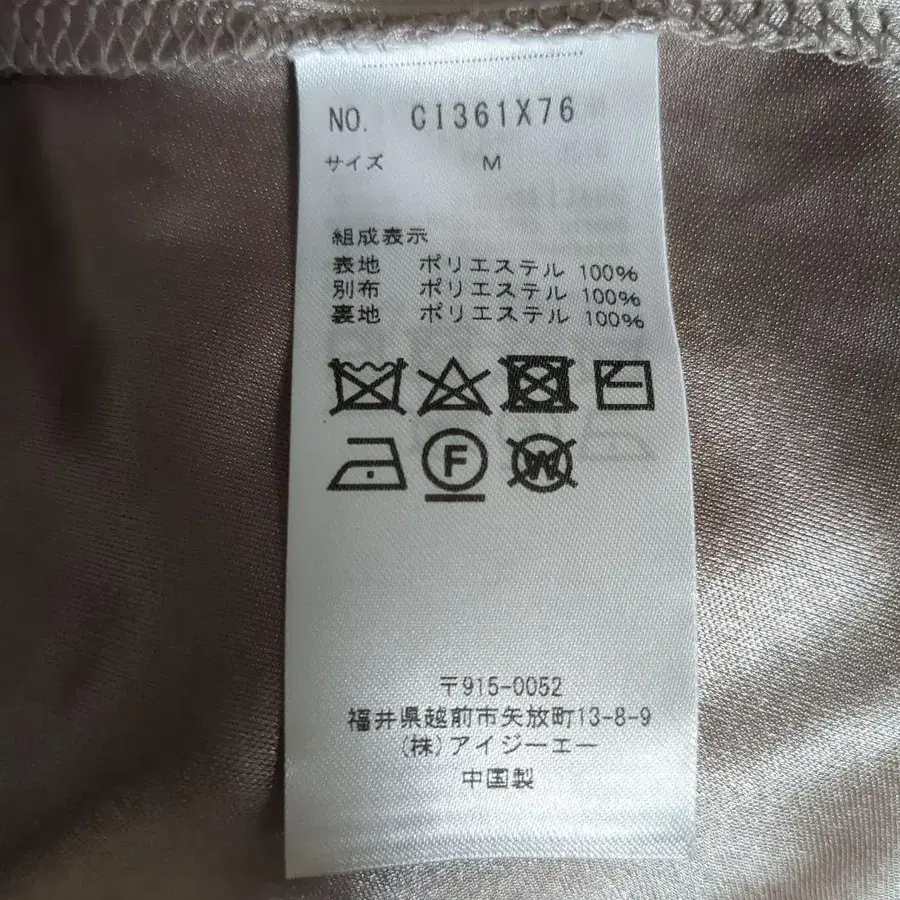 NO. CI361X76
サイズ M
組成表示
表地 ポリエステル 100%
別布 ポリエステル 100%
裏地 ポリエステル 100%
F
W
〒915-0052
福井県越前市矢放町13-8-9
(株)アイジーエー
中国製